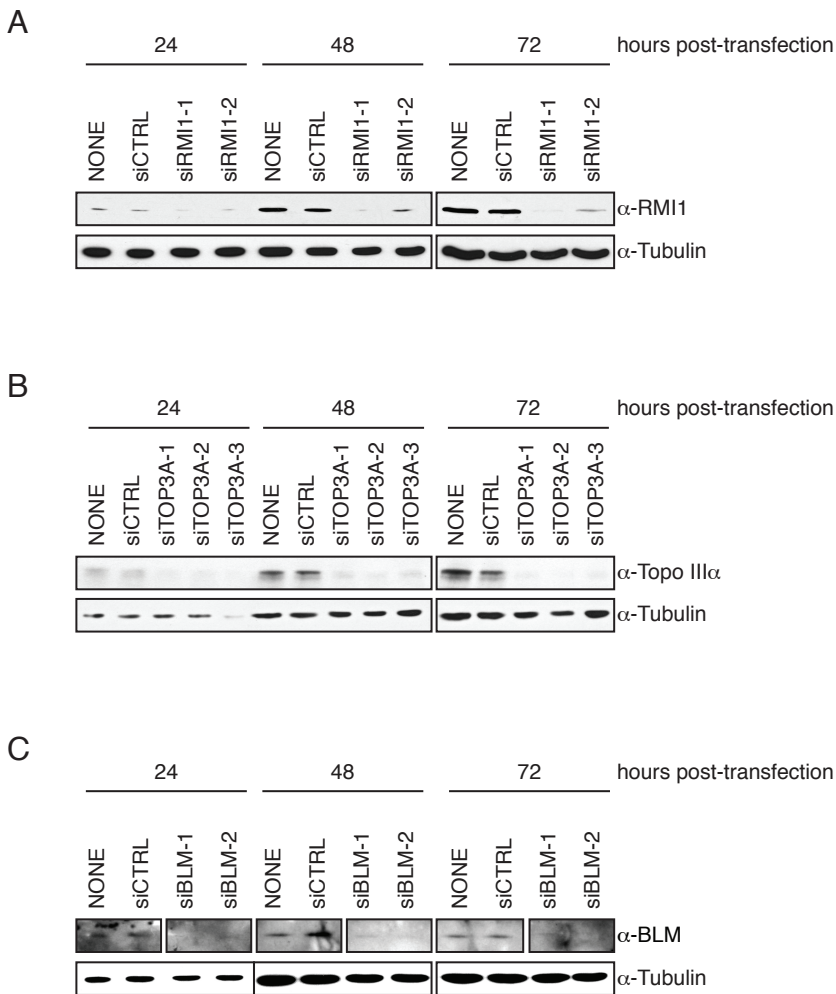 A
24 48 72 hours post-transfection
NONE siCTRL siRMI1-1 siRMI1-2 NONE siCTRL siRMI1-1 siRMI1-2 NONE siCTRL siRMI1-1 siRMI1-2
α-RMI1
α-Tubulin
B
24 48 72 hours post-transfection
NONE siCTRL siTOP3A-1 siTOP3A-2 siTOP3A-3 NONE siCTRL siTOP3A-1 siTOP3A-2 siTOP3A-3 NONE siCTRL siTOP3A-1 siTOP3A-2 siTOP3A-3
α-Topo IIIα
α-Tubulin
C
24 48 72 hours post-transfection
NONE siCTRL siBLM-1 siBLM-2 NONE siCTRL siBLM-1 siBLM-2 NONE siCTRL siBLM-1 siBLM-2
α-BLM
α-Tubulin